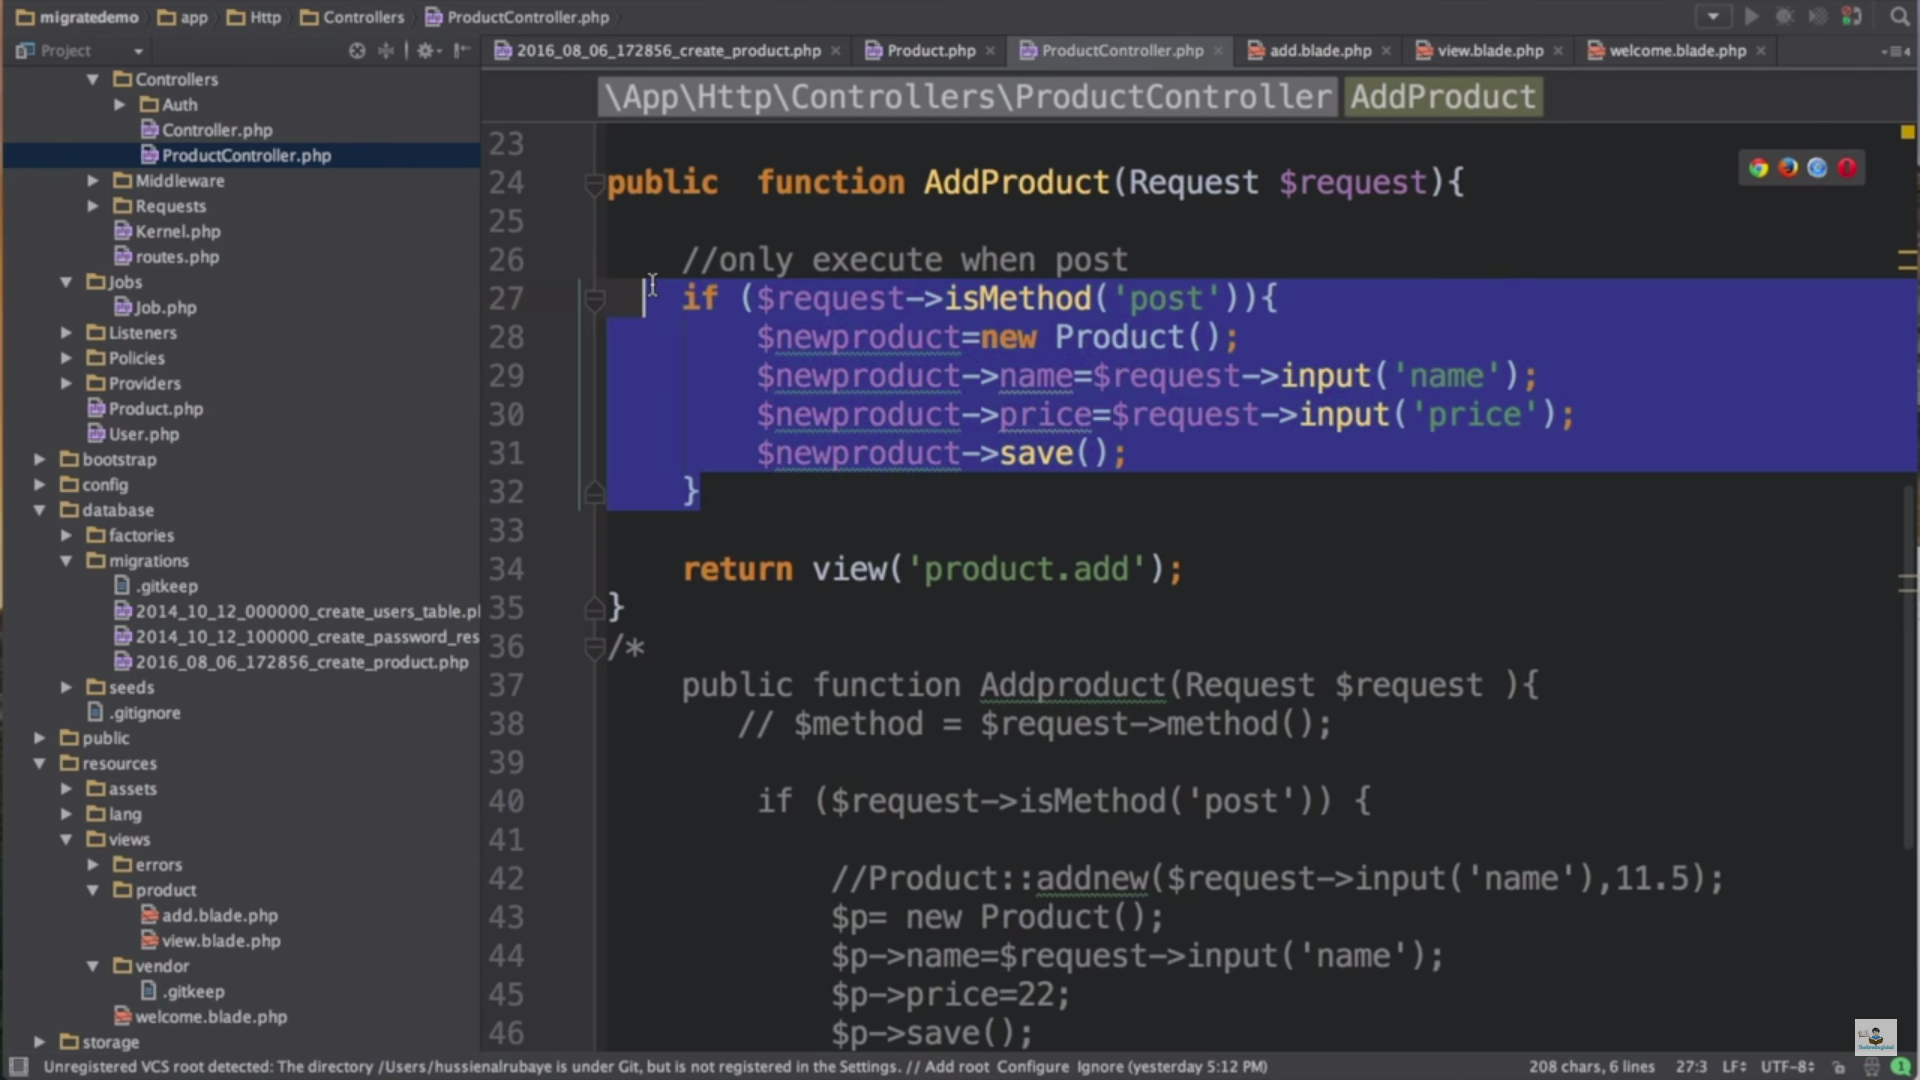 migratedemo app Http Controllers ProductController.php
Project
2016_08_06_172856_create_product.php Product.php ProductController.php add.blade.php view.blade.php welcome.blade.php 4
\App\Http\Controllers\ProductController AddProduct
Controllers
Auth
Controller.php
ProductController.php
Middleware
Requests
Kernel.php
routes.php
Jobs
Job.php
Listeners
Policies
Providers
Product.php
User.php
bootstrap
config
database
factories
migrations
.gitkeep
2014_10_12_000000_create_users_table.pl
2014_10_12_100000_create_password_res
2016_08_06_172856_create_product.php
seeds
.gitignore
public
resources
assets
lang
views
errors
product
add.blade.php
view.blade.php
vendor
.gitkeep
welcome.blade.php
storage
23
24 public function AddProduct(Request $request){
25
26 //only execute when post
27 if ($request->isMethod('post')){
28 $newproduct=new Product();
29 $newproduct->name=$request->input('name');
30 $newproduct->price=$request->input('price');
31 $newproduct->save();
32 }
33
34 return view('product.add');
35 }
36 /*
37 public function Addproduct(Request $request ){
38 // $method = $request->method();
39
40 if ($request->isMethod('post')) {
41
42 //Product::addnew($request->input('name'),11.5);
43 $p= new Product();
44 $p->name=$request->input('name');
45 $p->price=22;
46 $p->save();
Unregistered VCS root detected: The directory /Users/hussienalrubaye is under Git, but is not registered in the Settings. // Add root Configure Ignore (yesterday 5:12 PM) 208 chars, 6 lines 27:3 LF÷ UTF-8÷ 1